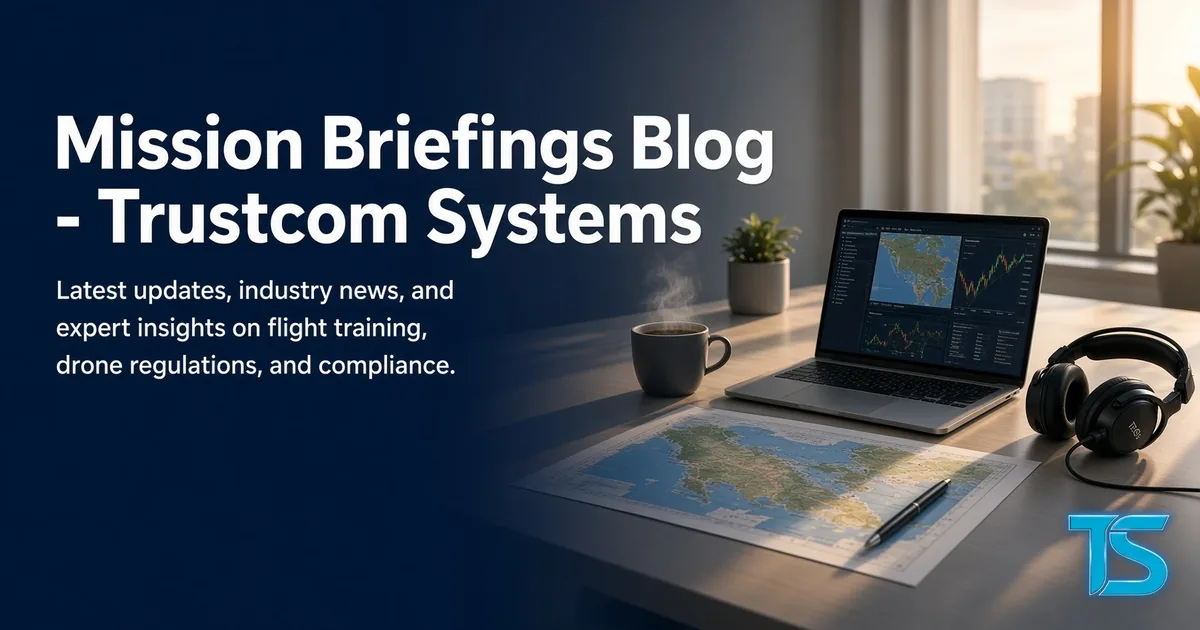 Mission Briefings Blog
- Trustcom Systems
Latest updates, industry news, and
expert insights on flight training,
drone regulations, and compliance.
TS